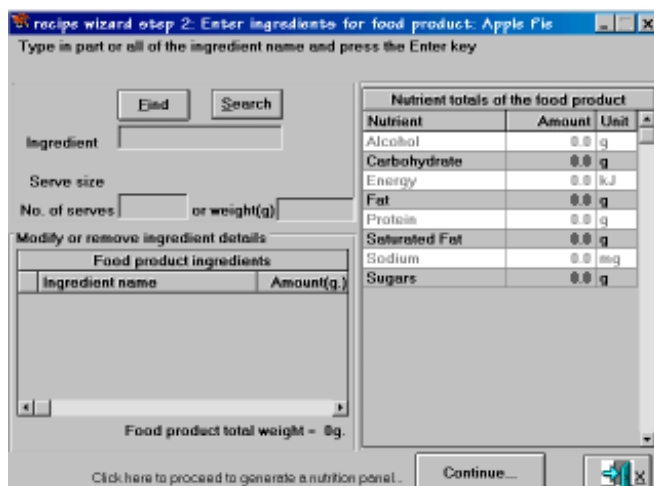 recipe wizard step 2: Enter ingredients for food product: Apple Pie
Type in part or all of the ingredient name and press the Enter key
Find Search
Ingredient
Serve size
No. of serves or weight(g)
Modify or remove ingredient details
Food product ingredients
Ingredient name Amount(g.)
Food product total weight = 0g.
Nutrient totals of the food product
Nutrient Amount Unit
Alcohol 0.0 g
Carbohydrate 0.0 g
Energy 0.0 kJ
Fat 0.0 g
Protein 0.0 g
Saturated Fat 0.0 g
Sodium 0.0 mg
Sugars 0.0 g
Click here to proceed to generate a nutrition panel.. Continue...